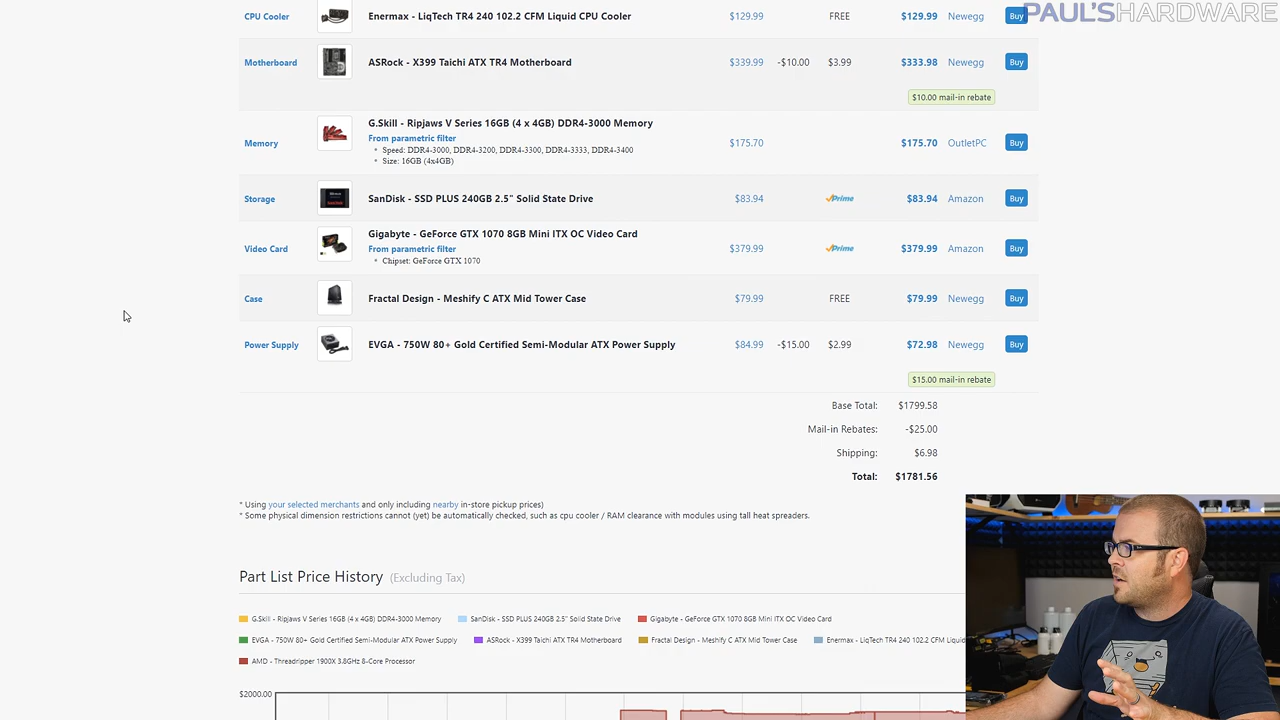 PAUL'SHARDWARE
CPU Cooler Enermax - LiqTech TR4 240 102.2 CFM Liquid CPU Cooler $129.99 FREE $129.99 Newegg Buy
Motherboard ASRock - X399 Taichi ATX TR4 Motherboard $339.99 -$10.00 $3.99 $333.98 Newegg Buy
$10.00 mail-in rebate
G.Skill - Ripjaws V Series 16GB (4 x 4GB) DDR4-3000 Memory
From parametric filter
Memory • Speed: DDR4-3000, DDR4-3200, DDR4-3300, DDR4-3333, DDR4-3400 $175.70 $175.70 OutletPC Buy
• Size: 16GB (4x4GB)
Storage SanDisk - SSD PLUS 240GB 2.5" Solid State Drive $83.94 Prime $83.94 Amazon Buy
Gigabyte - GeForce GTX 1070 8GB Mini ITX OC Video Card
Video Card From parametric filter $379.99 Prime $379.99 Amazon Buy
• Chipset: GeForce GTX 1070
Case Fractal Design - Meshify C ATX Mid Tower Case $79.99 FREE $79.99 Newegg Buy
Power Supply EVGA - 750W 80+ Gold Certified Semi-Modular ATX Power Supply $84.99 -$15.00 $2.99 $72.98 Newegg Buy
$15.00 mail-in rebate
Base Total: $1799.58
Mail-in Rebates: -$25.00
Shipping: $6.98
Total: $1781.56
* Using your selected merchants and only including nearby in-store pickup prices)
* Some physical dimension restrictions cannot (yet) be automatically checked, such as cpu cooler / RAM clearance with modules using tall heat spreaders.
Part List Price History (Excluding Tax)
G.Skill - Ripjaws V Series 16GB (4 x 4GB) DDR4-3000 Memory SanDisk - SSD PLUS 240GB 2.5" Solid State Drive Gigabyte - GeForce GTX 1070 8GB Mini ITX OC Video Card
EVGA - 750W 80+ Gold Certified Semi-Modular ATX Power Supply ASRock - X399 Taichi ATX TR4 Motherboard Fractal Design - Meshify C ATX Mid Tower Case Enermax - LiqTech TR4 240 102.2 CFM Liquid
AMD - Threadripper 1900X 3.8GHz 8-Core Processor
$2000.00